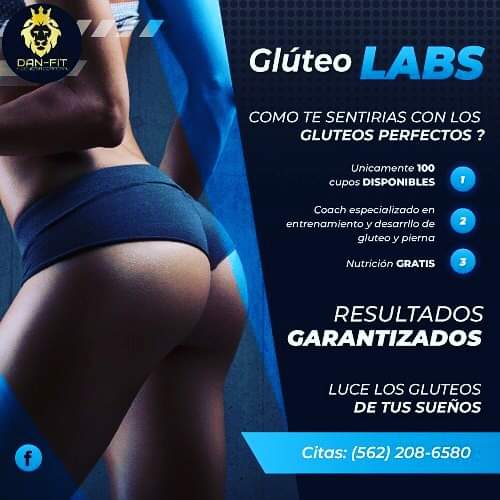 DAN-FIT
Glúteo LABS
COMO TE SENTIRIAS CON LOS
GLUTEOS PERFECTOS ?
Unicamente 100
cupos DISPONIBLES
1
Coach especializado en
entrenamiento y desarrllo de
gluteo y pierna
2
Nutrición GRATIS
3
RESULTADOS
GARANTIZADOS
LUCE LOS GLUTEOS
DE TUS SUEÑOS
Citas: (562) 208-6580
f